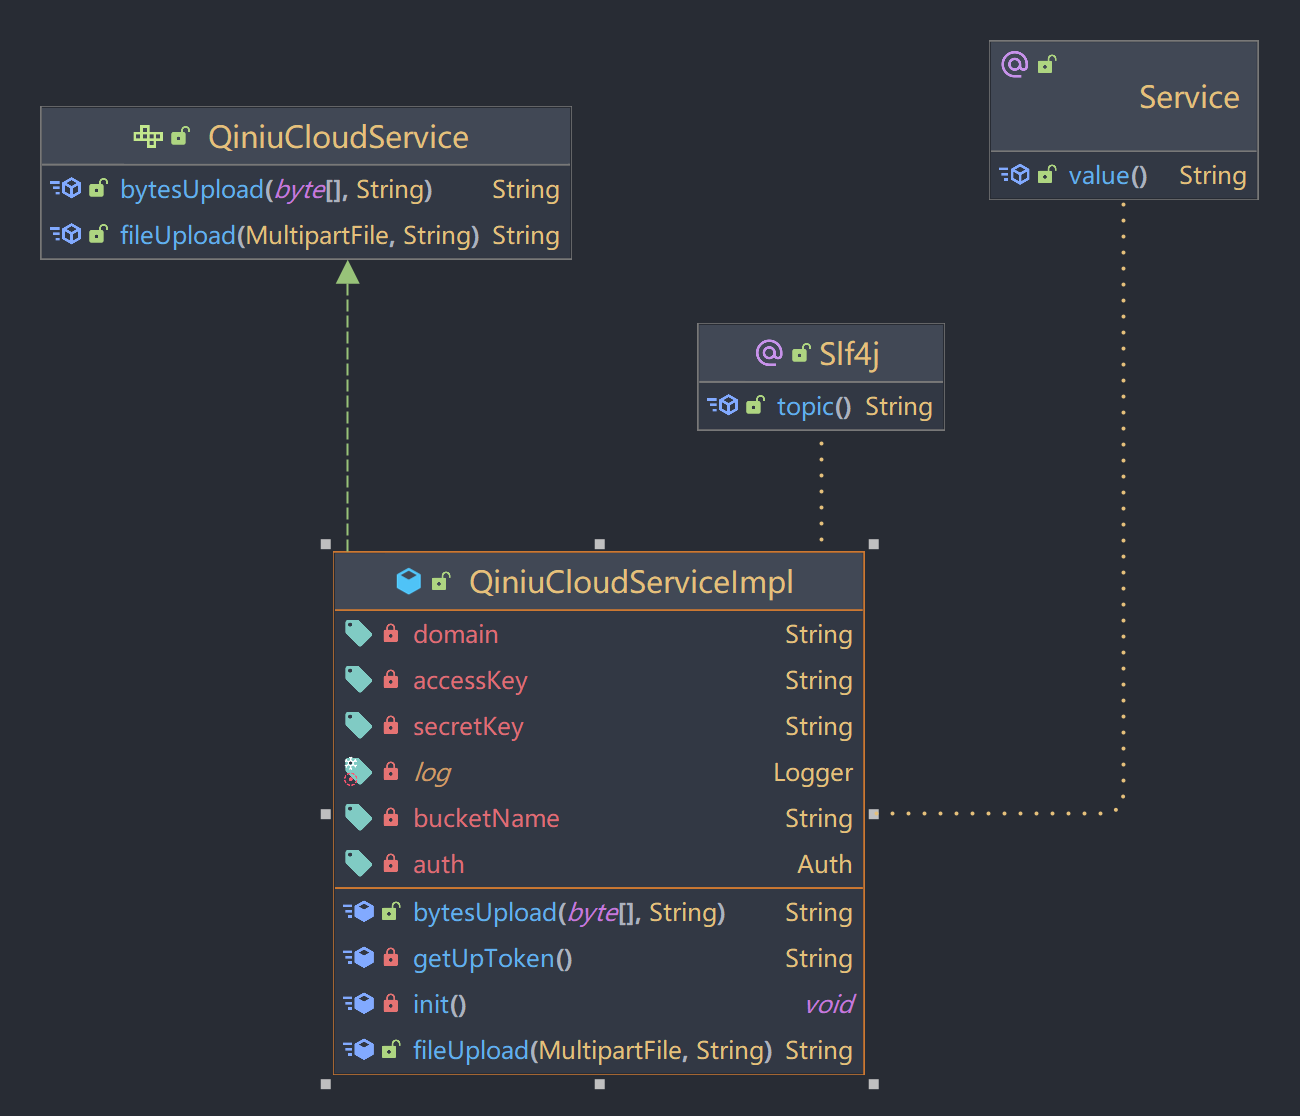 QiniuCloudService
bytesUpload(byte[], String) String
fileUpload(MultipartFile, String) String
Service
value() String
Slf4j
topic() String
QiniuCloudServiceImpl
domain String
accessKey String
secretKey String
log Logger
bucketName String
auth Auth
bytesUpload(byte[], String) String
getUpToken() String
init() void
fileUpload(MultipartFile, String) String